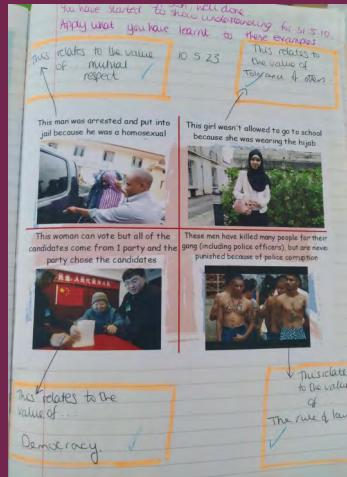 You have started to show understanding for 31.5.10.
Apply what you have learnt to these examples
This relates to the value
of mutual
respect
10 5 23
This relates to
the value of
Tolerance of others
This man was arrested and put into
jail because he was a homosexual
This girl wasn't allowed to go to school
because she was wearing the hijab
This woman can vote but all of the
candidates come from 1 party and the
party chose the candidates
These men have killed many people for their
gang (including police officers), but are never
punished because of police corruption
This relates to the
value of ...
Democracy.
This relates
to the value
of
The rule of law